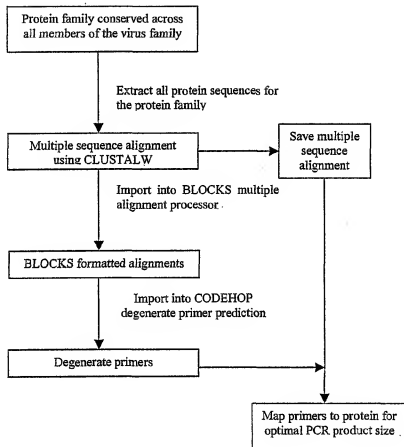 Protein family conserved across
all members of the virus family
Extract all protein sequences for
the protein family
Multiple sequence alignment
using CLUSTALW
Save multiple
sequence
alignment
Import into BLOCKS multiple
alignment processor.
BLOCKS formatted alignments
Import into CODEHOP
degenerate primer prediction
Degenerate primers
Map primers to protein for
optimal PCR product size